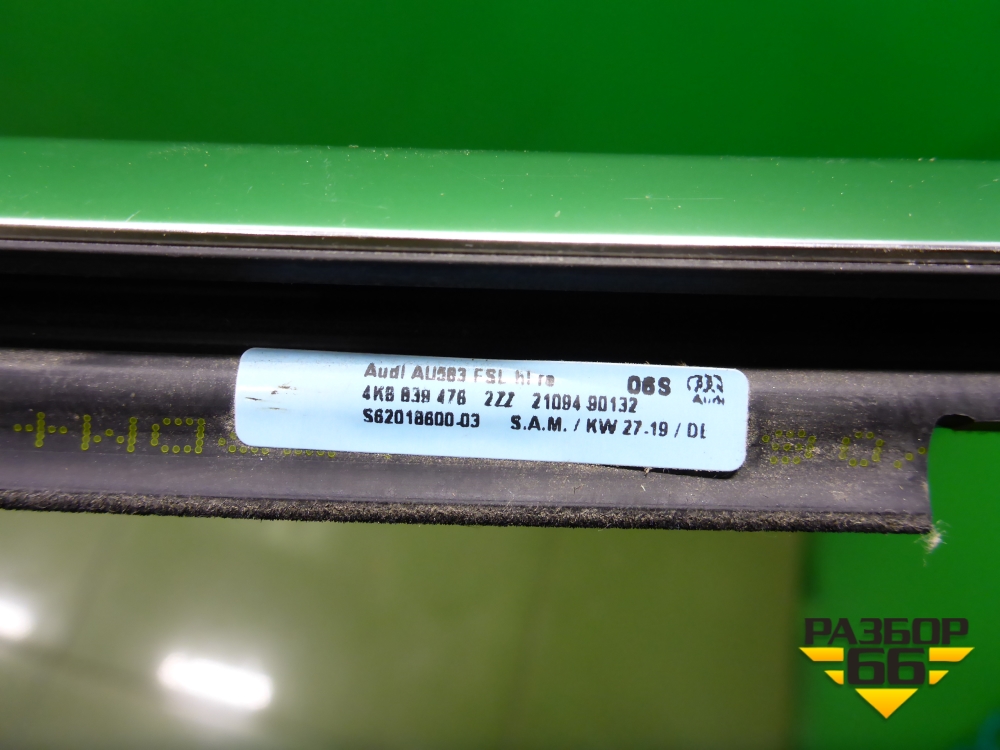 Audi AU583 FSL hi re 06S Audi
4K8 839 476 2ZZ 21094 90132
S62018600-03 S.A.M. / KW 27-19 / DE
РАЗБОР
66